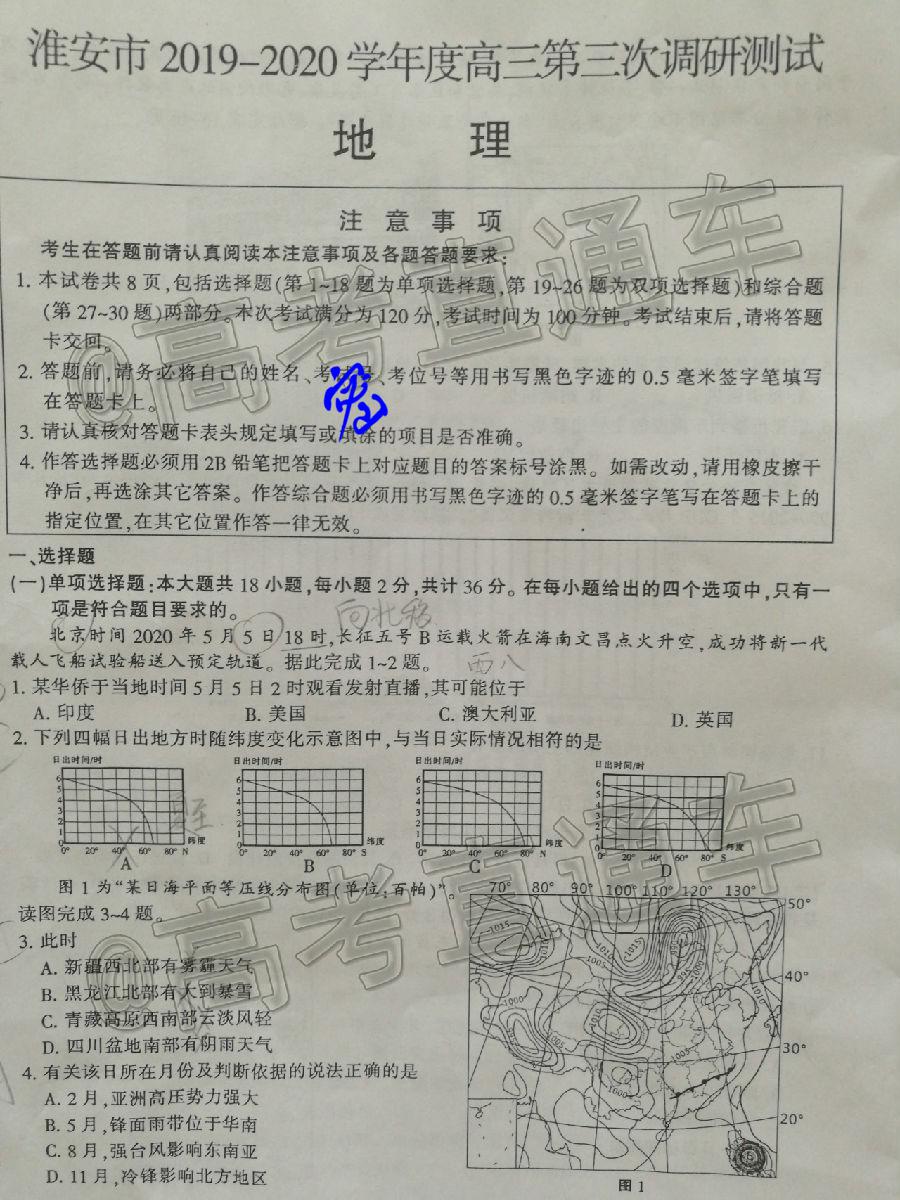 淮安市 2019-2020 学年度高三第三次调研测试
地 理
注 意 事 项
考生在答题前请认真阅读本注意事项及各题答题要求:
1. 本试卷共 8 页,包括选择题(第 1~18 题为单项选择题,第 19~26 题为双项选择题)和综合题
(第 27~30 题)两部分。本次考试满分为 120 分,考试时间为 100 分钟。考试结束后,请将答题
卡交回。
2. 答题前,请务必将自己的姓名、考 号、考位号等用书写黑色字迹的 0.5 毫米签字笔填写
在答题卡上。
3. 请认真核对答题卡表头规定填写或填涂的项目是否准确。
4. 作答选择题必须用 2B 铅笔把答题卡上对应题目的答案标号涂黑。如需改动,请用橡皮擦干
净后,再选涂其它答案。作答综合题必须用书写黑色字迹的 0.5 毫米签字笔写在答题卡上的
指定位置,在其它位置作答一律无效。
一、选择题
(一)单项选择题:本大题共 18 小题,每小题 2 分,共计 36 分。在每小题给出的四个选项中,只有一
项是符合题目要求的。
向北移
北京时间 2020 年 5 月 5 日 18 时,长征五号 B 运载火箭在海南文昌点火升空,成功将新一代
载人飞船试验船送入预定轨道。据此完成 1~2 题。
西八
1. 某华侨于当地时间 5 月 5 日 2 时观看发射直播,其可能位于
A. 印度 B. 美国 C. 澳大利亚 D. 英国
2. 下列四幅日出地方时随纬度变化示意图中,与当日实际情况相符的是
日出时间/时 日出时间/时 日出时间/时 日出时间/时
6 5 4 3 2 1
0° 20° 40° 60° 80° N 纬度
A
6 5 4 3 2 1 0
0° 20° 40° 60° 80° S 纬度
B
6 5 4 3 2 1 0
0° 20° 40° 60° 80° S 纬度
C
6 5 4 3 2 1 0
0° 20° 40° 60° 80° N 纬度
D
图 1 为“某日海平面等压线分布图(单位:百帕)”。
读图完成 3~4 题。
3. 此时
A. 新疆西北部有雾霾天气
B. 黑龙江北部有大到暴雪
C. 青藏高原西南部云淡风轻
D. 四川盆地南部有阴雨天气
4. 有关该日所在月份及判断依据的说法正确的是
A. 2 月,亚洲高压势力强大
B. 5 月,锋面雨带位于华南
C. 8 月,强台风影响东南亚
D. 11 月,冷锋影响北方地区
70° 80° 90° 100° 110° 120° 130°
50°
40°
30°
20°
1015
1015
1005
1005
1000
1010
1005
1000
1010
图 1
@高考直通车
@高考直通车